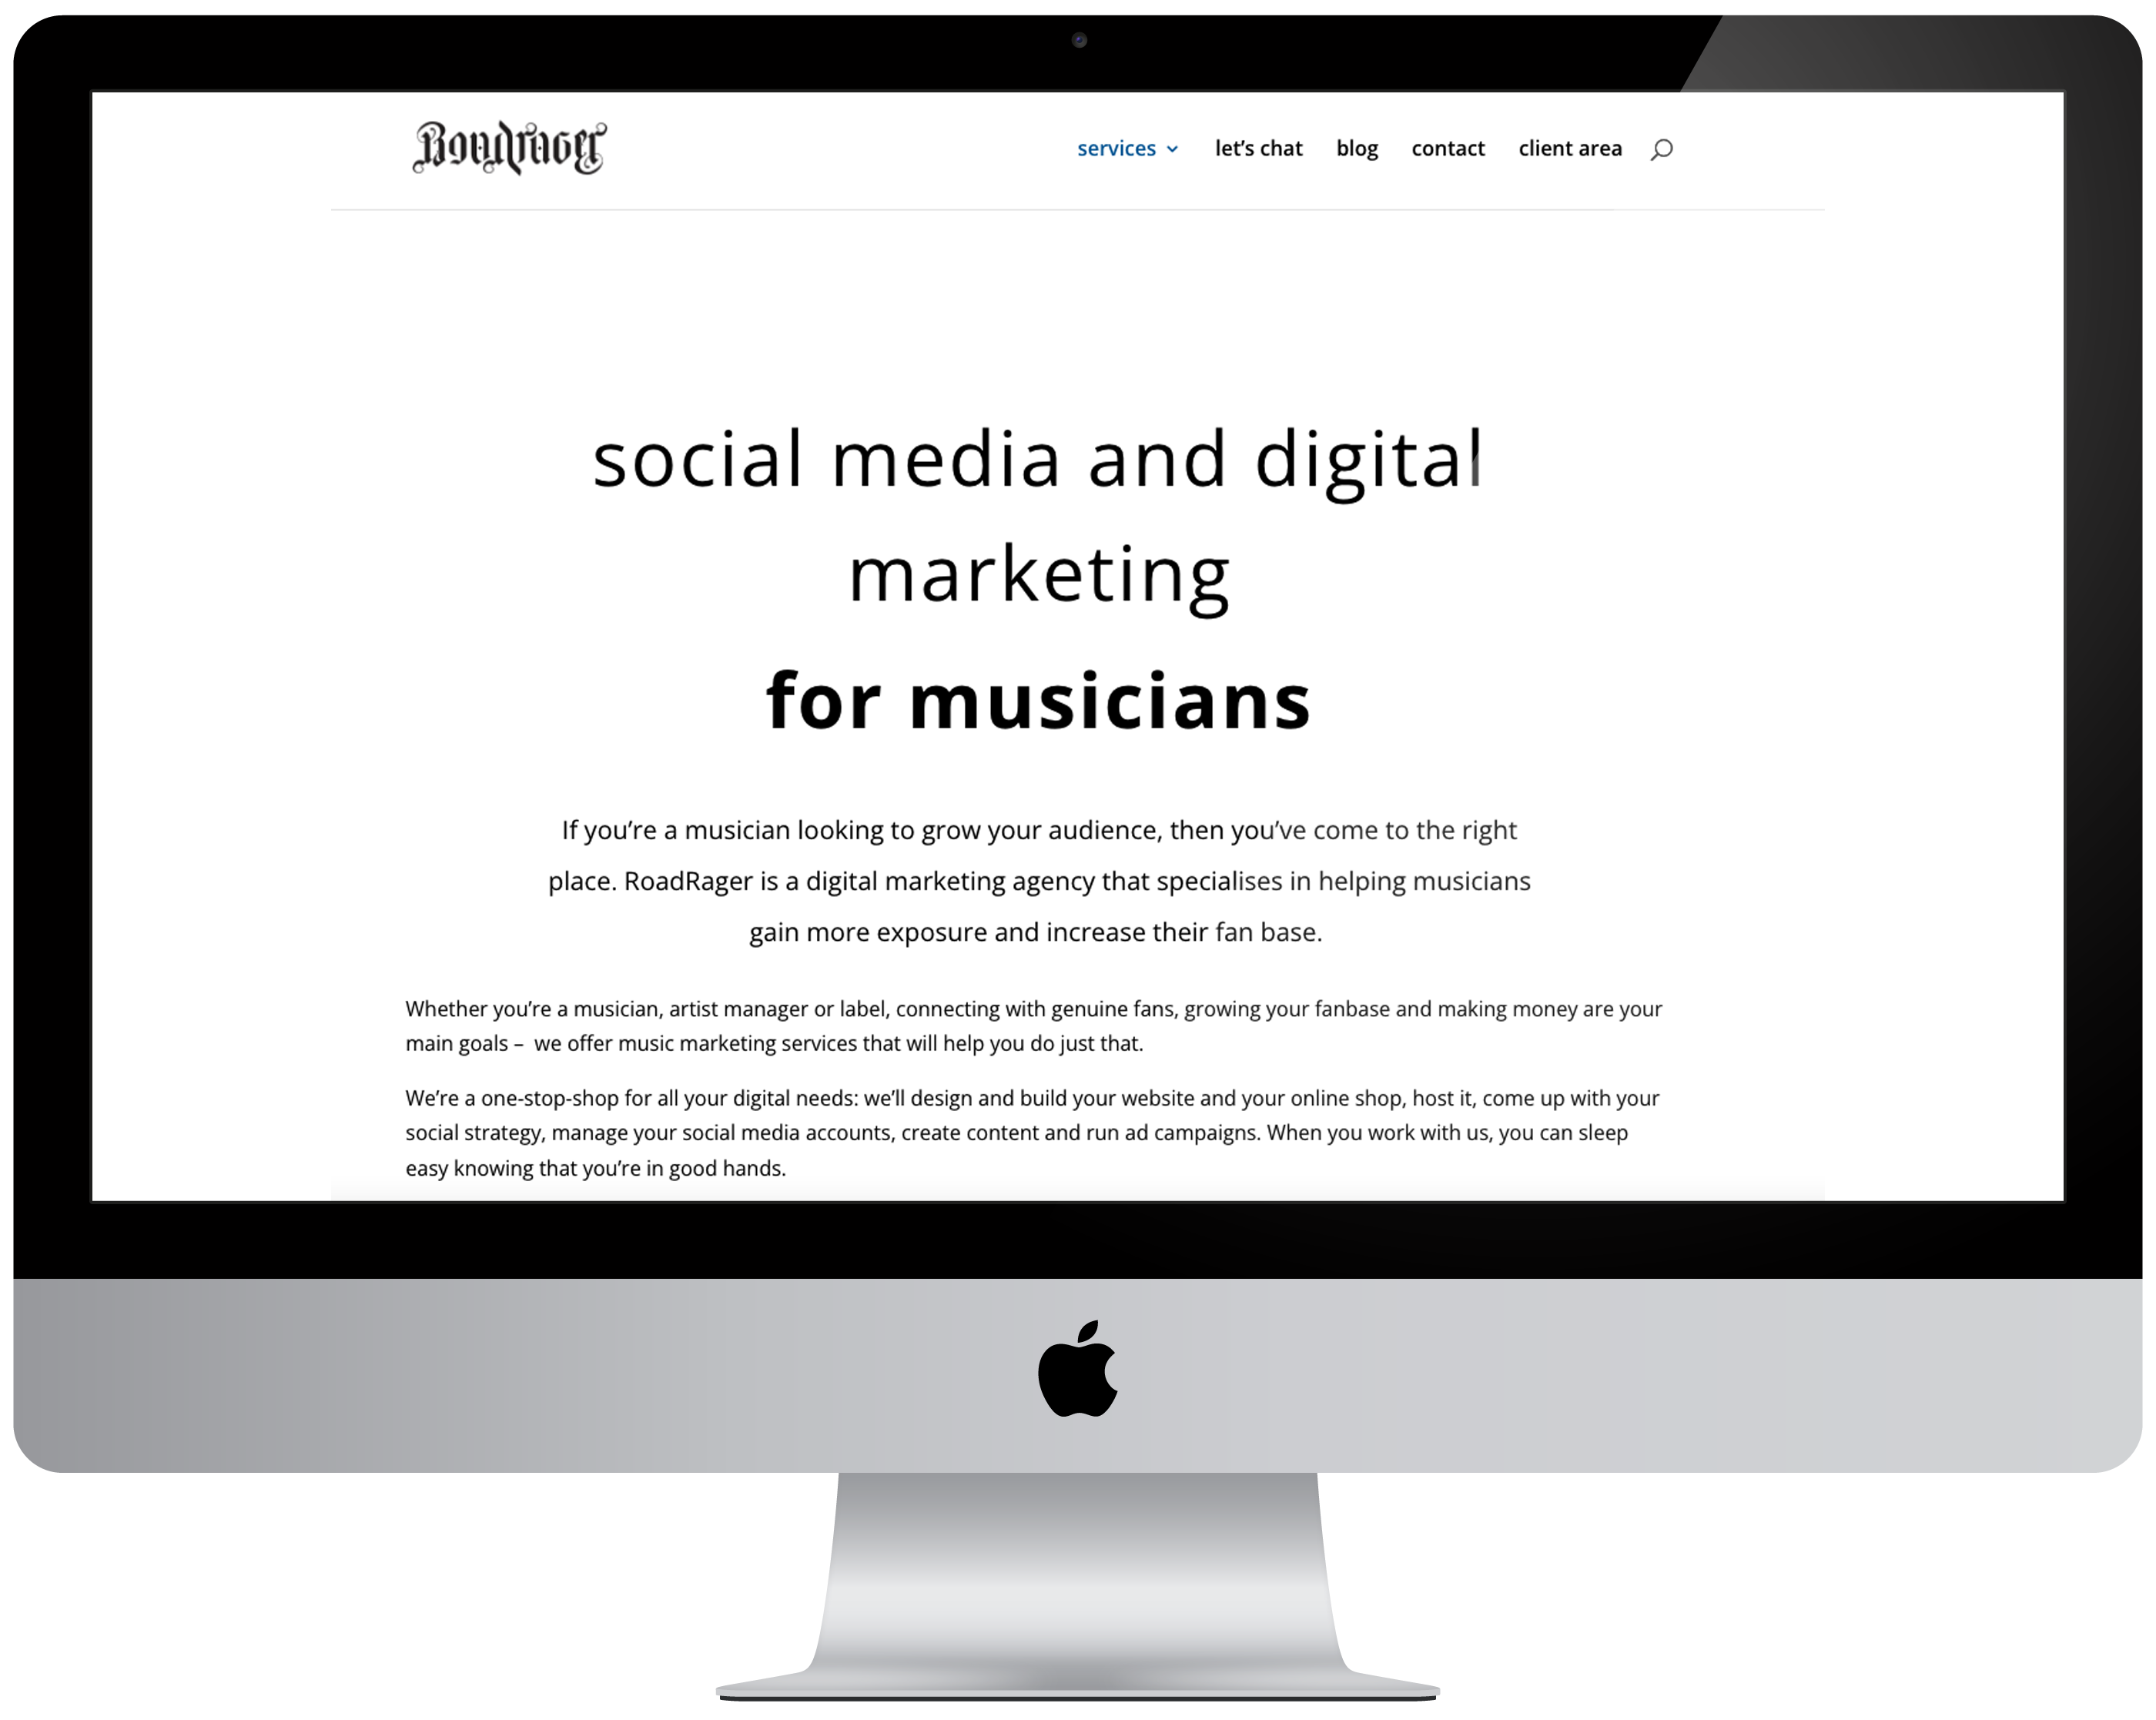 Roadrager
services let's chat blog contact client area
social media and digital
marketing
for musicians
If you’re a musician looking to grow your audience, then you’ve come to the right
place. RoadRager is a digital marketing agency that specialises in helping musicians
gain more exposure and increase their fan base.
Whether you’re a musician, artist manager or label, connecting with genuine fans, growing your fanbase and making money are your
main goals –  we offer music marketing services that will help you do just that.
We’re a one-stop-shop for all your digital needs: we’ll design and build your website and your online shop, host it, come up with your
social strategy, manage your social media accounts, create content and run ad campaigns. When you work with us, you can sleep
easy knowing that you’re in good hands.